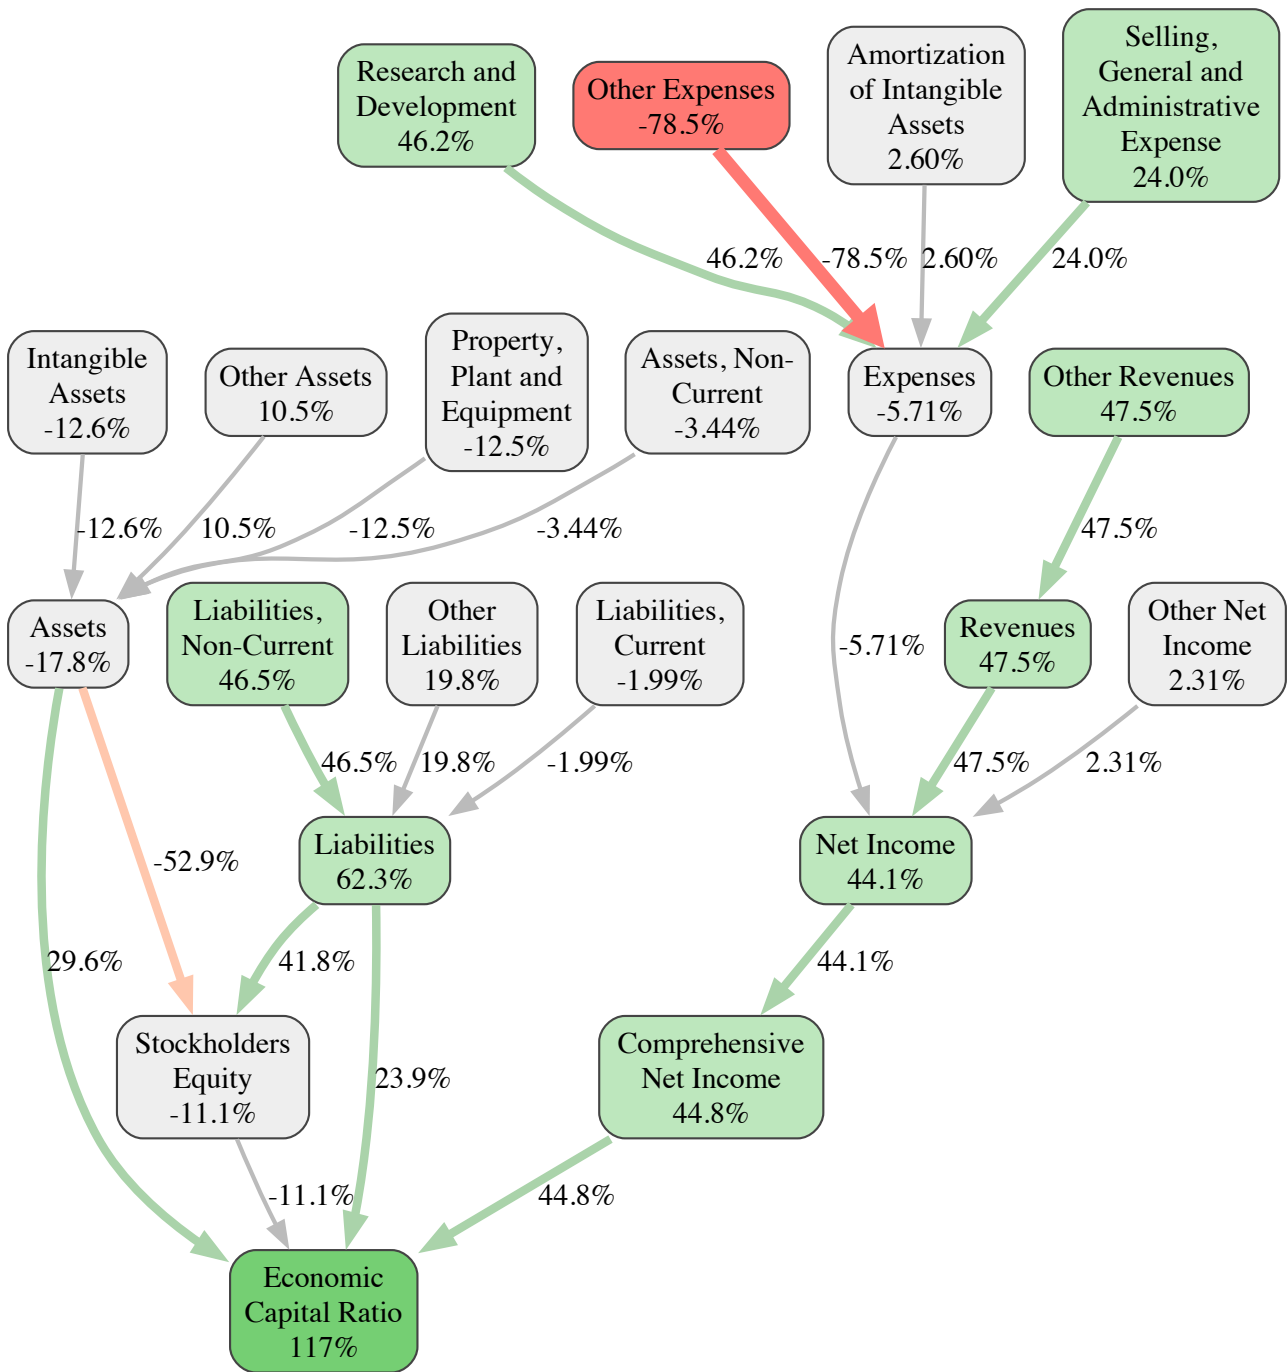 Research and
Development
46.2%
Other Expenses
-78.5%
Amortization
of Intangible
Assets
2.60%
Selling,
General and
Administrative
Expense
24.0%
46.2%
-78.5%
2.60%
24.0%
Intangible
Assets
-12.6%
Other Assets
10.5%
Property,
Plant and
Equipment
-12.5%
Assets, Non-
Current
-3.44%
Expenses
-5.71%
Other Revenues
47.5%
-12.6%
10.5%
-12.5%
-3.44%
47.5%
Assets
-17.8%
Liabilities,
Non-Current
46.5%
Other
Liabilities
19.8%
Liabilities,
Current
-1.99%
-5.71%
Revenues
47.5%
Other Net
Income
2.31%
46.5%
19.8%
-1.99%
47.5%
2.31%
-52.9%
Liabilities
62.3%
Net Income
44.1%
29.6%
41.8%
44.1%
Stockholders
Equity
-11.1%
23.9%
Comprehensive
Net Income
44.8%
-11.1%
44.8%
Economic
Capital Ratio
117%